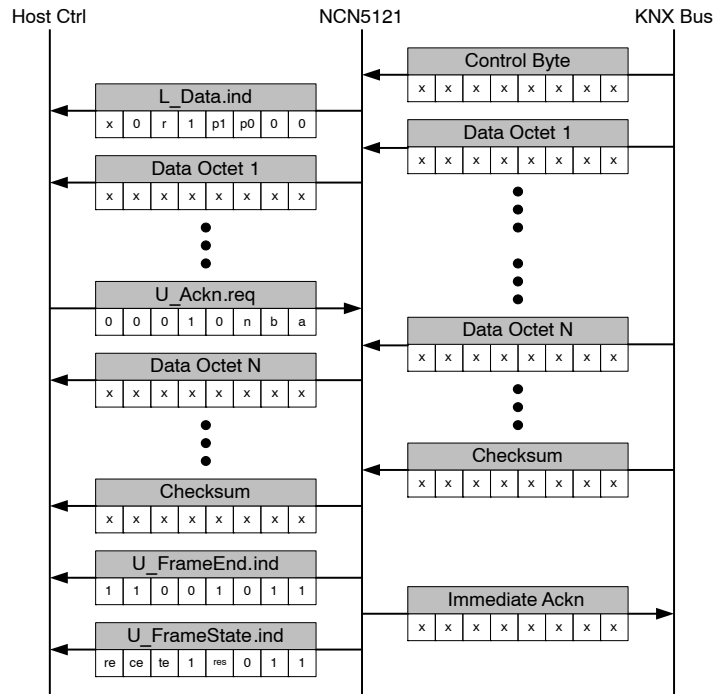 Host Ctrl NCN5121 KNX Bus
Control Byte
x x x x x x x x
L_Data.ind
x 0 r 1 p1 p0 0 0
Data Octet 1
x x x x x x x x
Data Octet 1
x x x x x x x x
U_Ackn.req
0 0 0 1 0 n b a
Data Octet N
x x x x x x x x
Data Octet N
x x x x x x x x
Checksum
x x x x x x x x
Checksum
x x x x x x x x
U_FrameEnd.ind
1 1 0 0 1 0 1 1
Immediate Ackn
x x x x x x x x
U_FrameState.ind
re ce te 1 res 0 1 1